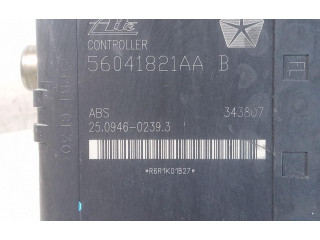 Ate
CONTROLLER
56041821AA B
ABS 343807
25.0946-0239.3
*R6R1K01B27*